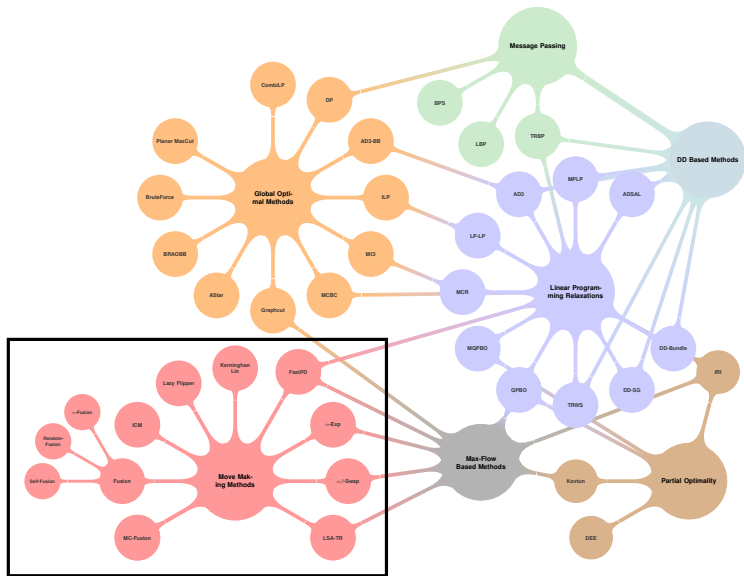 Message Passing
CombiLP
DP
BPS
TRBP
Planar MaxCut
AD3-BB
LBP
DD Based Methods
MPLP
AD3
ADSAL
BruteForce
Global Opti-
mal Methods
ILP
LP-LP
BRAOBB
MCI
AStar
MCBC
MCR
Linear Program-
ming Relaxations
Graphcut
MQPBO
DD-Bundle
Kerninghan
Lin
FastPD
IRI
Lazy Flipper
QPBO
DD-SG
TRWS
α-Fusion
ICM
α-Exp
Random-
Fusion
Max-Flow
Based Methods
Self-Fusion
Fusion
Move Mak-
ing Methods
α/β-Swap
Kovtun
Partial Optimality
MC-Fusion
LSA-TR
DEE